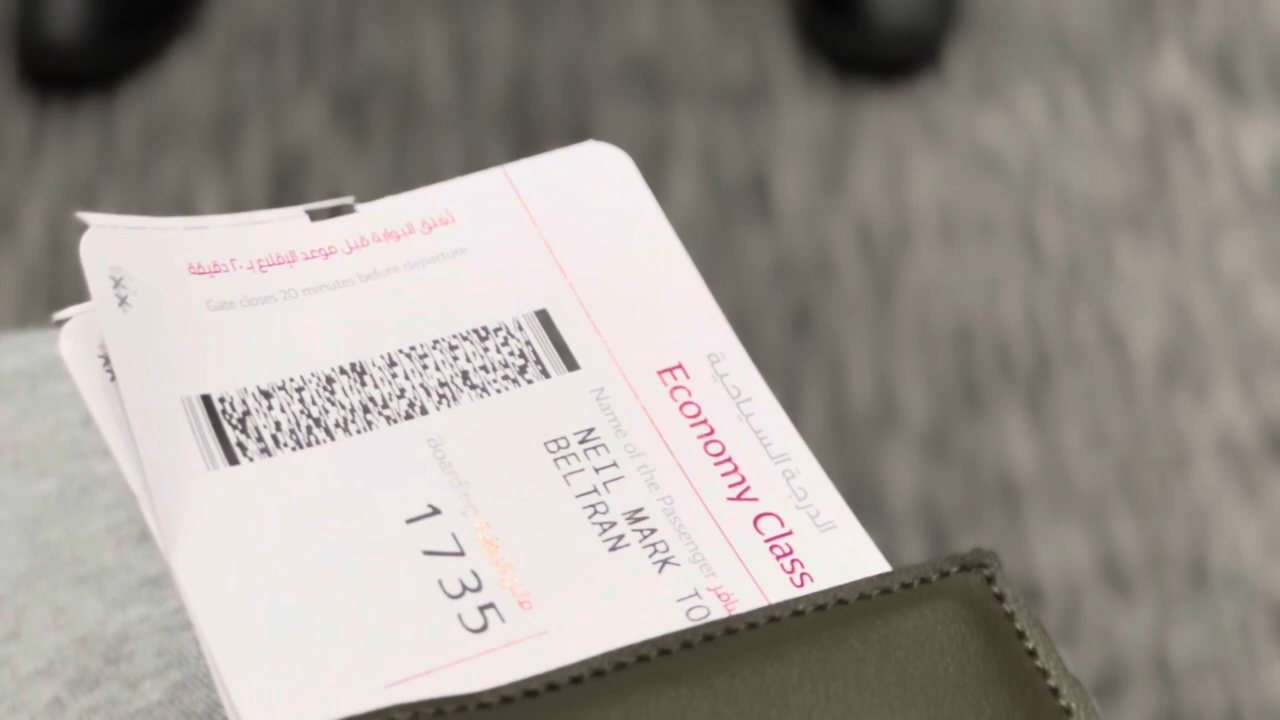 الدرجة السياحية
Economy Class
Name of the Passenger
NEIL MARK TO
BELTRAN
Boarding
1735
أغلق البوابة قبل موعد الإقلاع بـ ٢٠ دقيقة
Gate closes 20 minutes before departure